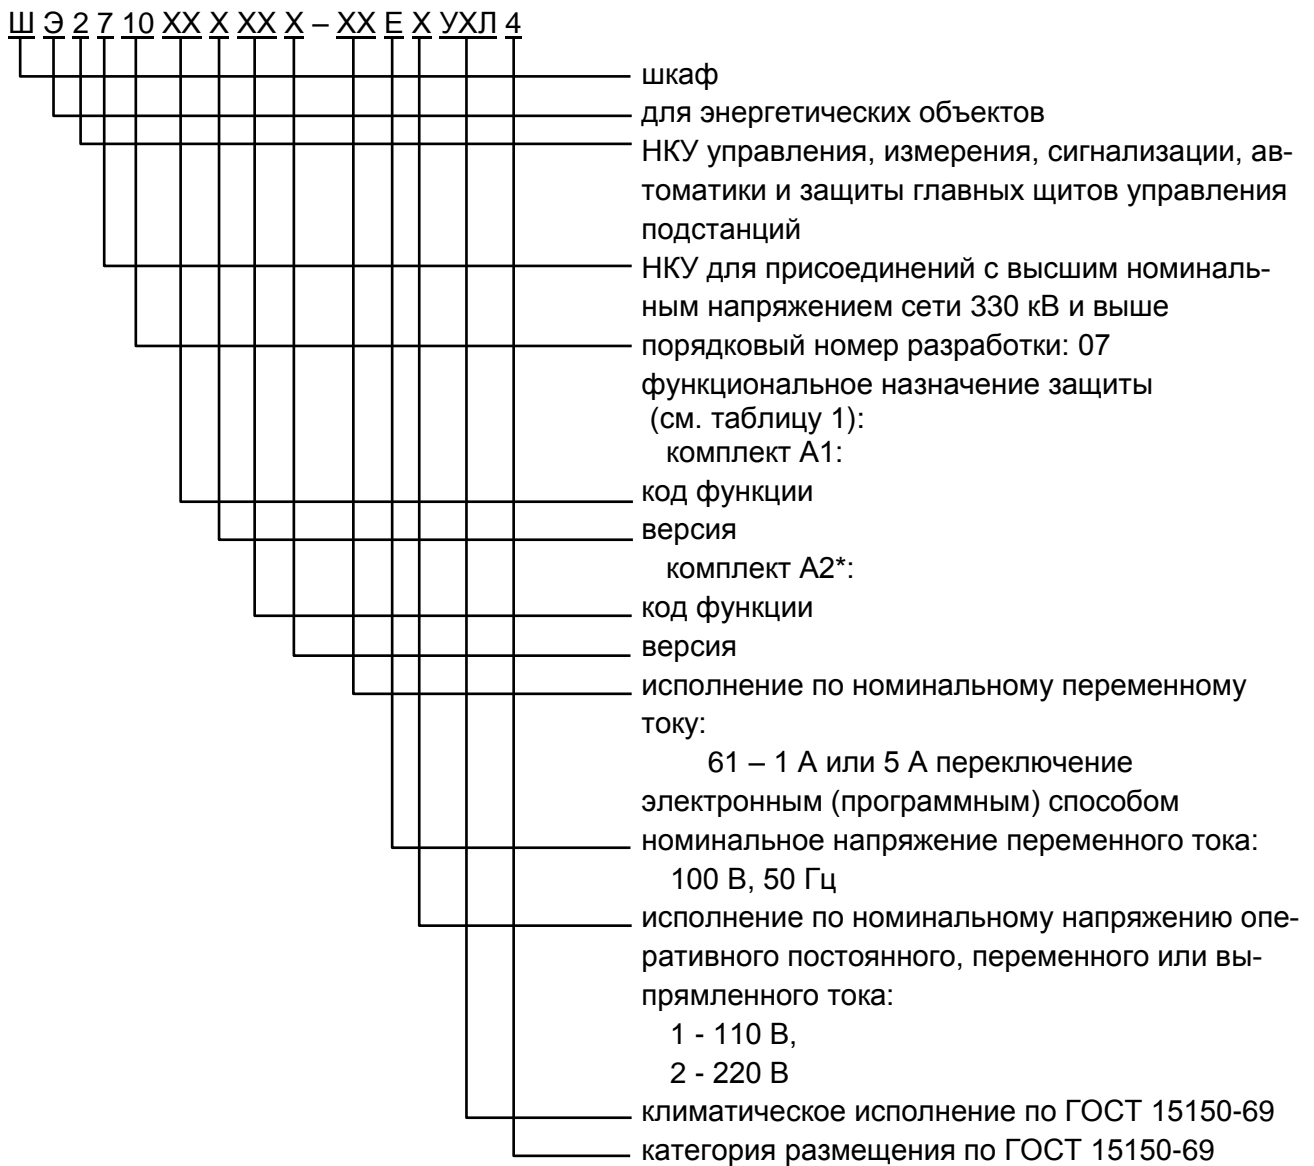 Ш Э 2 7 10 ХХ Х ХХ Х – ХХ Е Х УХЛ 4
шкаф
для энергетических объектов
НКУ управления, измерения, сигнализации, ав-
томатики и защиты главных щитов управления
подстанций
НКУ для присоединений с высшим номиналь-
ным напряжением сети 330 кВ и выше
порядковый номер разработки: 07
функциональное назначение защиты
(см. таблицу 1):
комплект А1:
код функции
версия
комплект А2*:
код функции
версия
исполнение по номинальному переменному
току:
61 – 1 А или 5 А переключение
электронным (программным) способом
номинальное напряжение переменного тока:
100 В, 50 Гц
исполнение по номинальному напряжению опе-
ративного постоянного, переменного или вы-
прямленного тока:
1 - 110 В,
2 - 220 В
климатическое исполнение по ГОСТ 15150-69
категория размещения по ГОСТ 15150-69